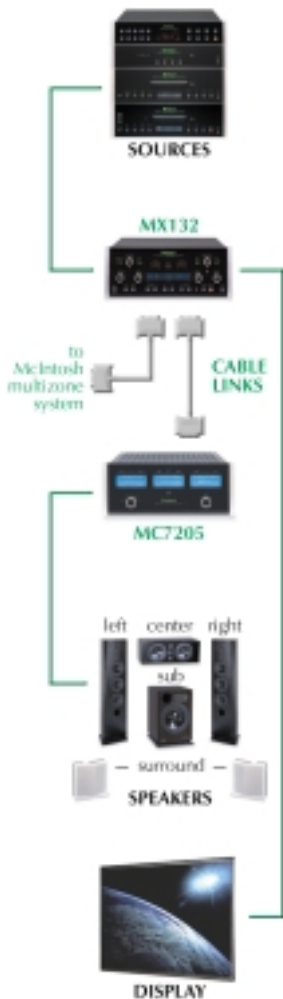 SOURCES
MX132
to
McIntosh
multizone
system
CABLE
LINKS
MC7205
left center right
sub
— surround —
SPEAKERS
DISPLAY